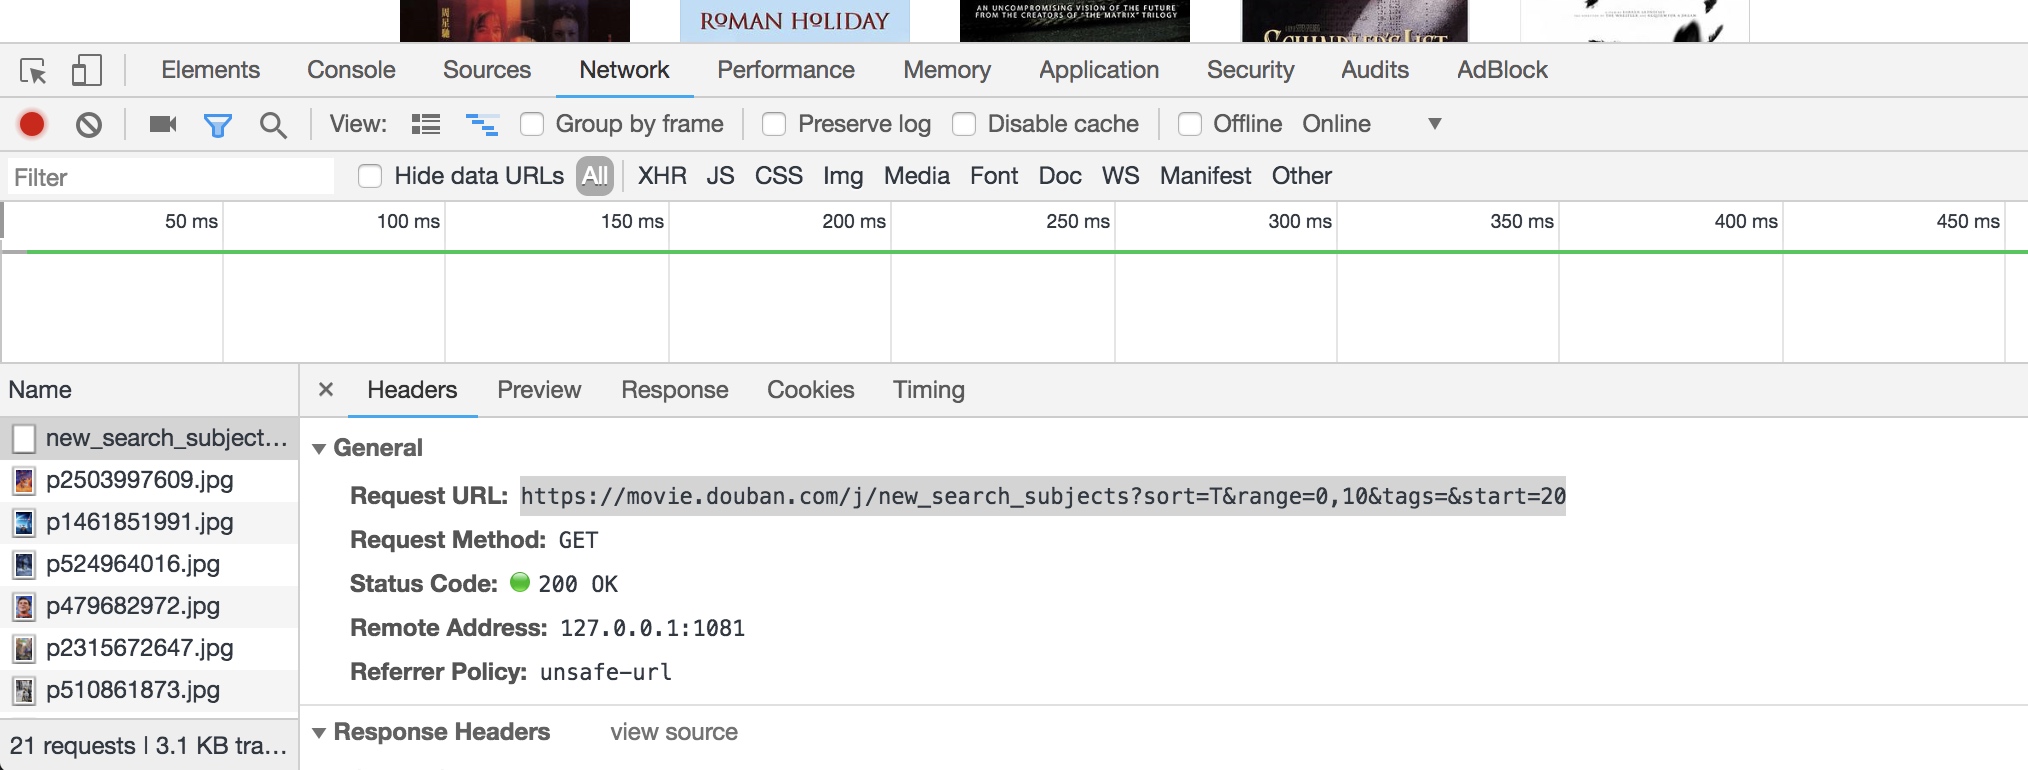 周星馳
ROMAN HOLIDAY
AN UNCOMPROMISING VISION OF THE FUTURE
FROM THE CREATORS OF "THE MATRIX" TRILOGY
SCHINDLER'S LIST
Elements Console Sources Network Performance Memory Application Security Audits AdBlock
View: Group by frame Preserve log Disable cache Offline Online ▼
Filter Hide data URLs All XHR JS CSS Img Media Font Doc WS Manifest Other
50 ms 100 ms 150 ms 200 ms 250 ms 300 ms 350 ms 400 ms 450 ms
Name × Headers Preview Response Cookies Timing
new_search_subject...
p2503997609.jpg
p1461851991.jpg
p524964016.jpg
p479682972.jpg
p2315672647.jpg
p510861873.jpg
21 requests | 3.1 KB tra...
▼ General
Request URL: https://movie.douban.com/j/new_search_subjects?sort=T&range=0,10&tags=&start=20
Request Method: GET
Status Code: 200 OK
Remote Address: 127.0.0.1:1081
Referrer Policy: unsafe-url
▼ Response Headers view source